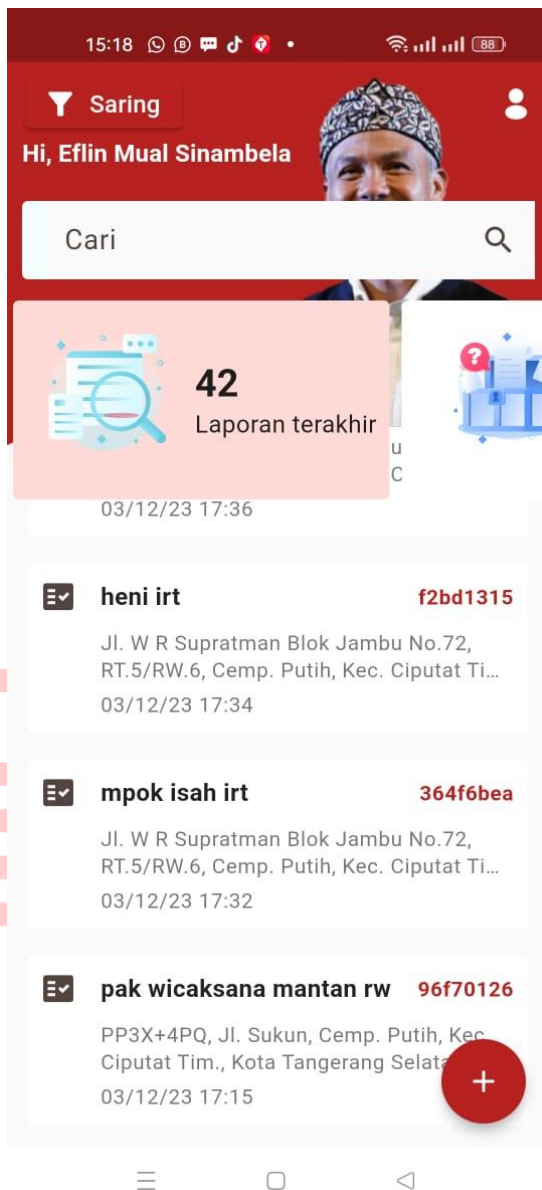 15:18
88
Saring
Hi, Eflin Mual Sinambela
Cari
42
Laporan terakhir
03/12/23 17:36
heni irt
f2bd1315
Jl. W R Supratman Blok Jambu No.72,
RT.5/RW.6, Cemp. Putih, Kec. Ciputat Ti...
03/12/23 17:34
mpok isah irt
364f6bea
Jl. W R Supratman Blok Jambu No.72,
RT.5/RW.6, Cemp. Putih, Kec. Ciputat Ti...
03/12/23 17:32
pak wicaksana mantan rw
96f70126
PP3X+4PQ, Jl. Sukun, Cemp. Putih, Kec
Ciputat Tim., Kota Tangerang Selata
03/12/23 17:15